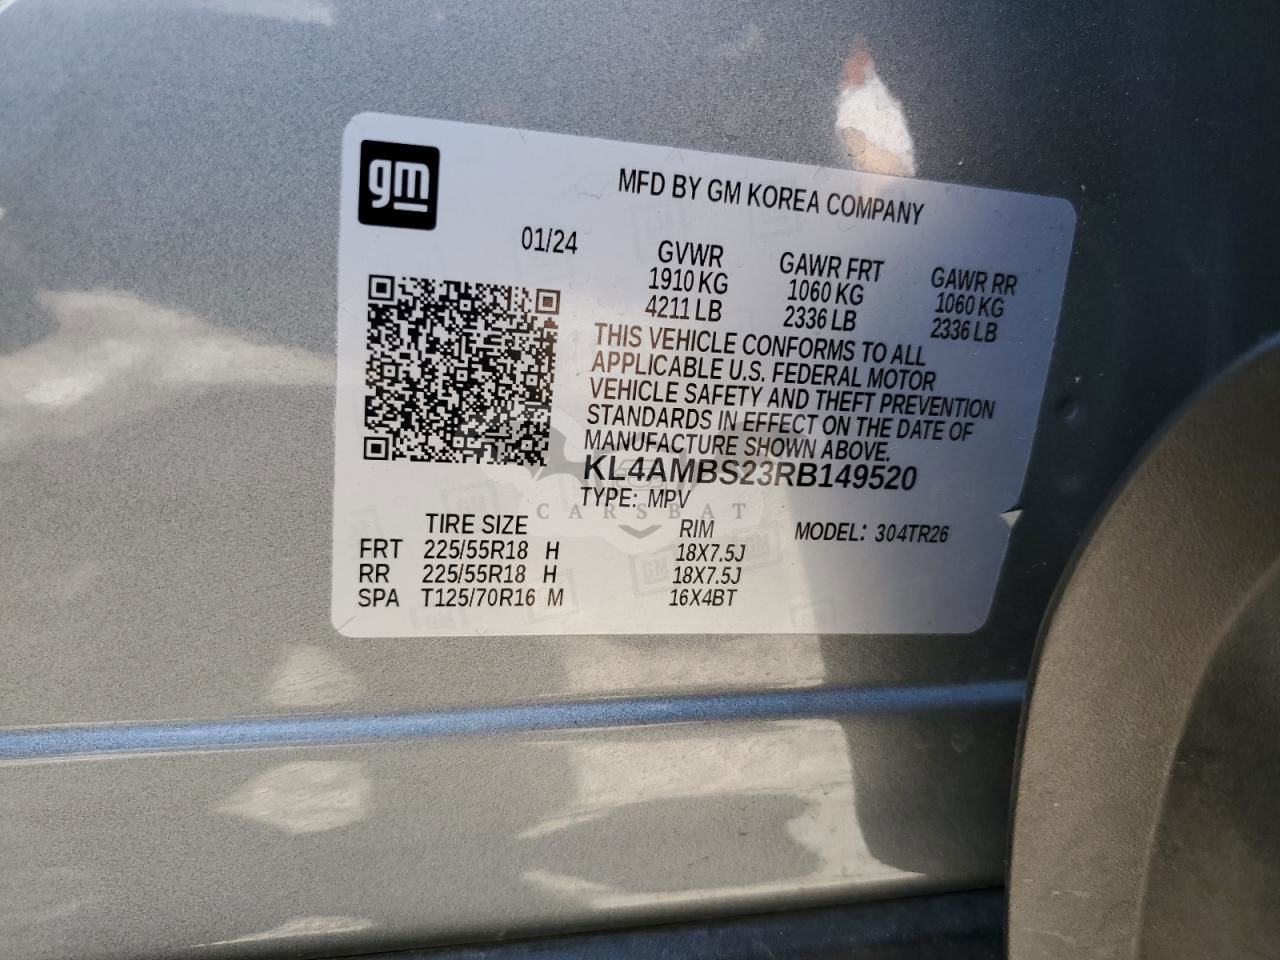 gm
MFD BY GM KOREA COMPANY
01/24
GVWR GAWR FRT GAWR RR
1910 KG 1060 KG 1060 KG
4211 LB 2336 LB 2336 LB
THIS VEHICLE CONFORMS TO ALL
APPLICABLE U.S. FEDERAL MOTOR
VEHICLE SAFETY AND THEFT PREVENTION
STANDARDS IN EFFECT ON THE DATE OF
MANUFACTURE SHOWN ABOVE.
KL4AMBS23RB149520
TYPE: MPV
CARSBAT
TIRE SIZE RIM MODEL: 304TR26
FRT 225/55R18 H 18X7.5J
RR 225/55R18 H 18X7.5J
SPA T125/70R16 M 16X4BT